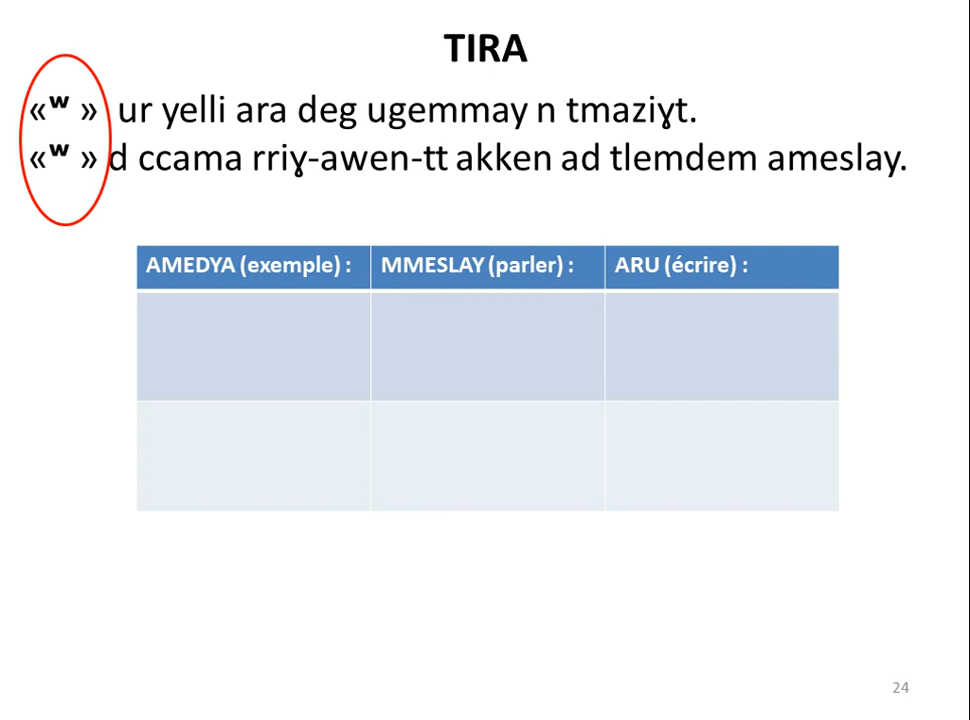 TIRA
«ʷ » ur yelli ara deg ugemmay n tmaziɣt.
«ʷ » d ccama rriɣ-awen-tt akken ad tlemdem ameslay.
AMEDYA (exemple) : MMESLAY (parler) : ARU (écrire) :
24